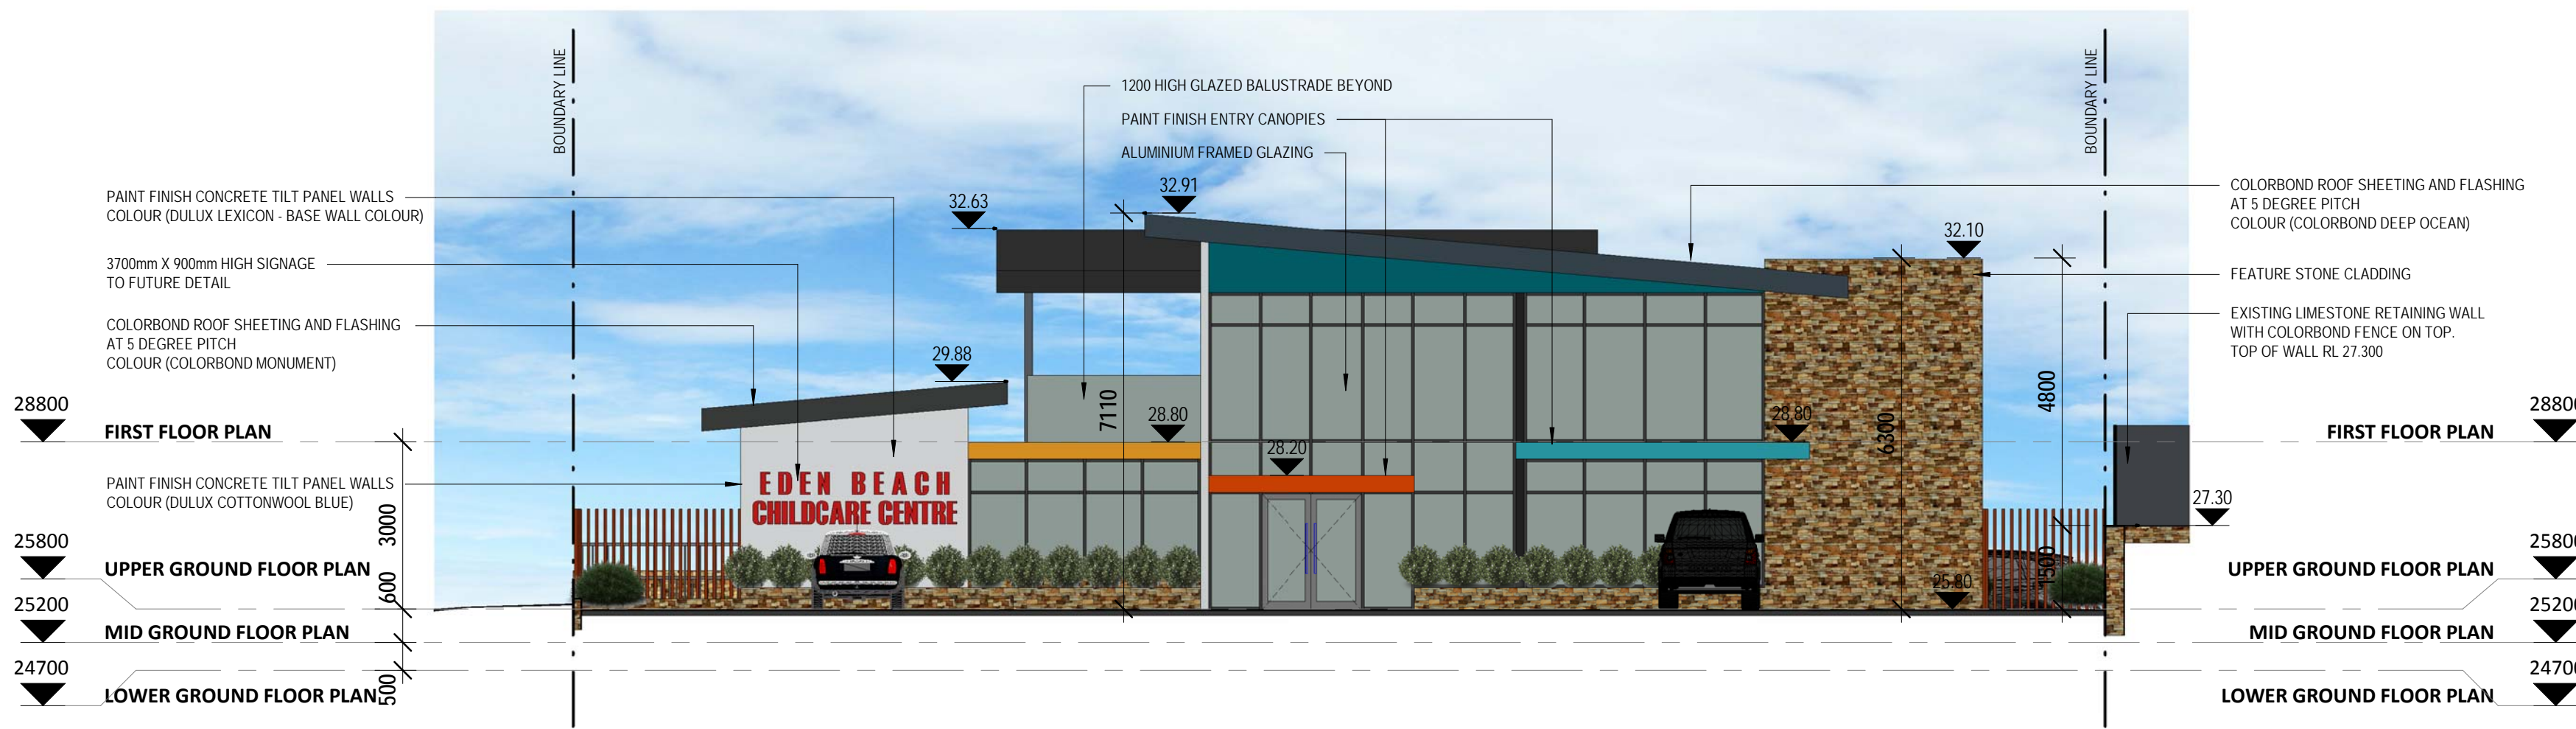 BOUNDARY LINE
BOUNDARY LINE
1200 HIGH GLAZED BALUSTRADE BEYOND
PAINT FINISH ENTRY CANOPIES
ALUMINIUM FRAMED GLAZING
PAINT FINISH CONCRETE TILT PANEL WALLS
COLOUR (DULUX LEXICON - BASE WALL COLOUR)
3700mm X 900mm HIGH SIGNAGE
TO FUTURE DETAIL
COLORBOND ROOF SHEETING AND FLASHING
AT 5 DEGREE PITCH
COLOUR (COLORBOND MONUMENT)
28800
FIRST FLOOR PLAN
PAINT FINISH CONCRETE TILT PANEL WALLS
COLOUR (DULUX COTTONWOOL BLUE)
25800
UPPER GROUND FLOOR PLAN
25200
MID GROUND FLOOR PLAN
24700
LOWER GROUND FLOOR PLAN
3000
600
500
32.63
32.91
29.88
28.80
28.20
28.80
32.10
25.80
27.30
7110
6300
4800
1500
EDEN BEACH
CHILDCARE CENTRE
COLORBOND ROOF SHEETING AND FLASHING
AT 5 DEGREE PITCH
COLOUR (COLORBOND DEEP OCEAN)
FEATURE STONE CLADDING
EXISTING LIMESTONE RETAINING WALL
WITH COLORBOND FENCE ON TOP.
TOP OF WALL RL 27.300
28800
FIRST FLOOR PLAN
25800
UPPER GROUND FLOOR PLAN
25200
MID GROUND FLOOR PLAN
24700
LOWER GROUND FLOOR PLAN